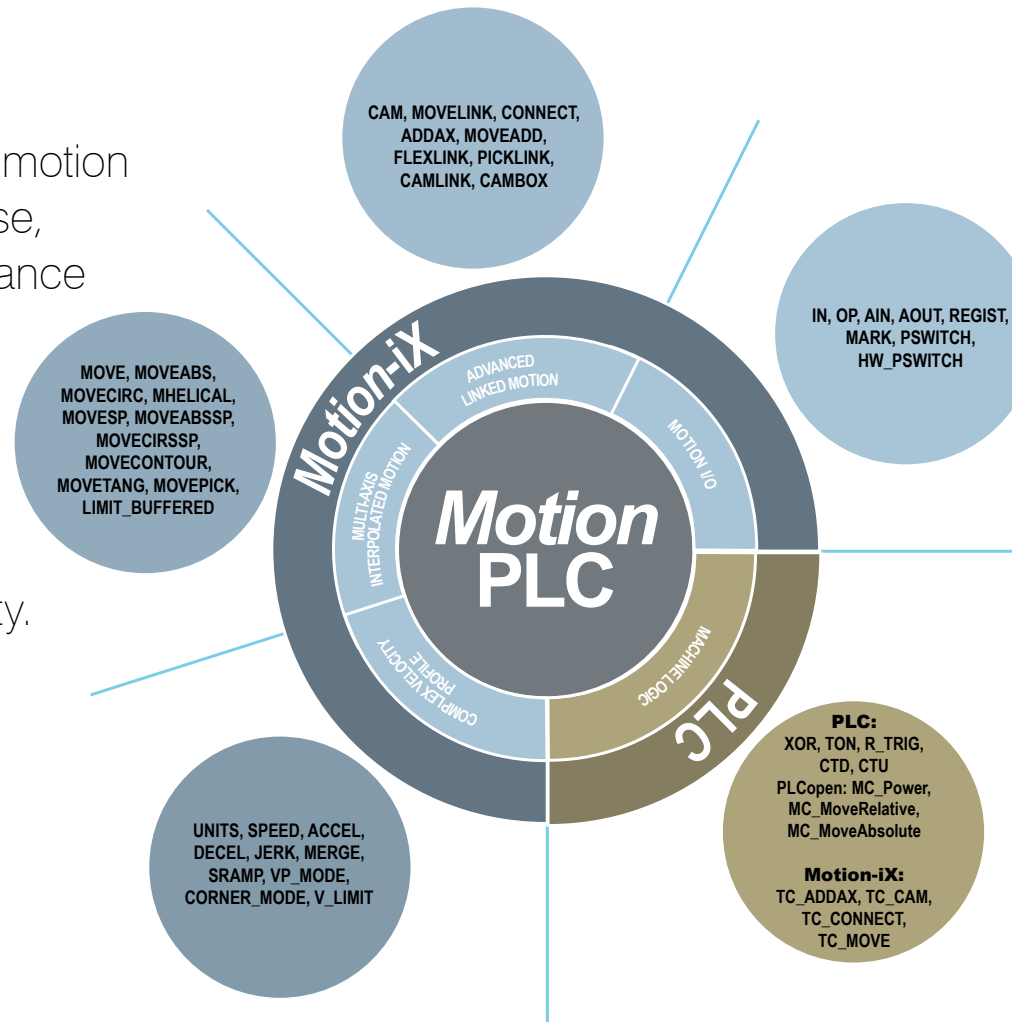 motion
se,
ance
ty.
CAM, MOVELINK, CONNECT,
ADDAX, MOVEADD,
FLEXLINK, PICKLINK,
CAMLINK, CAMBOX
IN, OP, AIN, AOUT, REGIST,
MARK, PSWITCH,
HW_PSWITCH
MOVE, MOVEABS,
MOVECIRC, MHELICAL,
MOVESP, MOVEABSSP,
MOVECIRSSP,
MOVECONTOUR,
MOVETANG, MOVEPICK,
LIMIT_BUFFERED
Motion-iX
ADVANCED
LINKED MOTION
MOTION I/O
MULTI-AXIS
INTERPOLATED MOTION
Motion
PLC
COMPLEX VELOCITY
PROFILE
MACHINE LOGIC
PLC
UNITS, SPEED, ACCEL,
DECEL, JERK, MERGE,
SRAMP, VP_MODE,
CORNER_MODE, V_LIMIT
PLC:
XOR, TON, R_TRIG,
CTD, CTU
PLCopen: MC_Power,
MC_MoveRelative,
MC_MoveAbsolute
Motion-iX:
TC_ADDAX, TC_CAM,
TC_CONNECT,
TC_MOVE